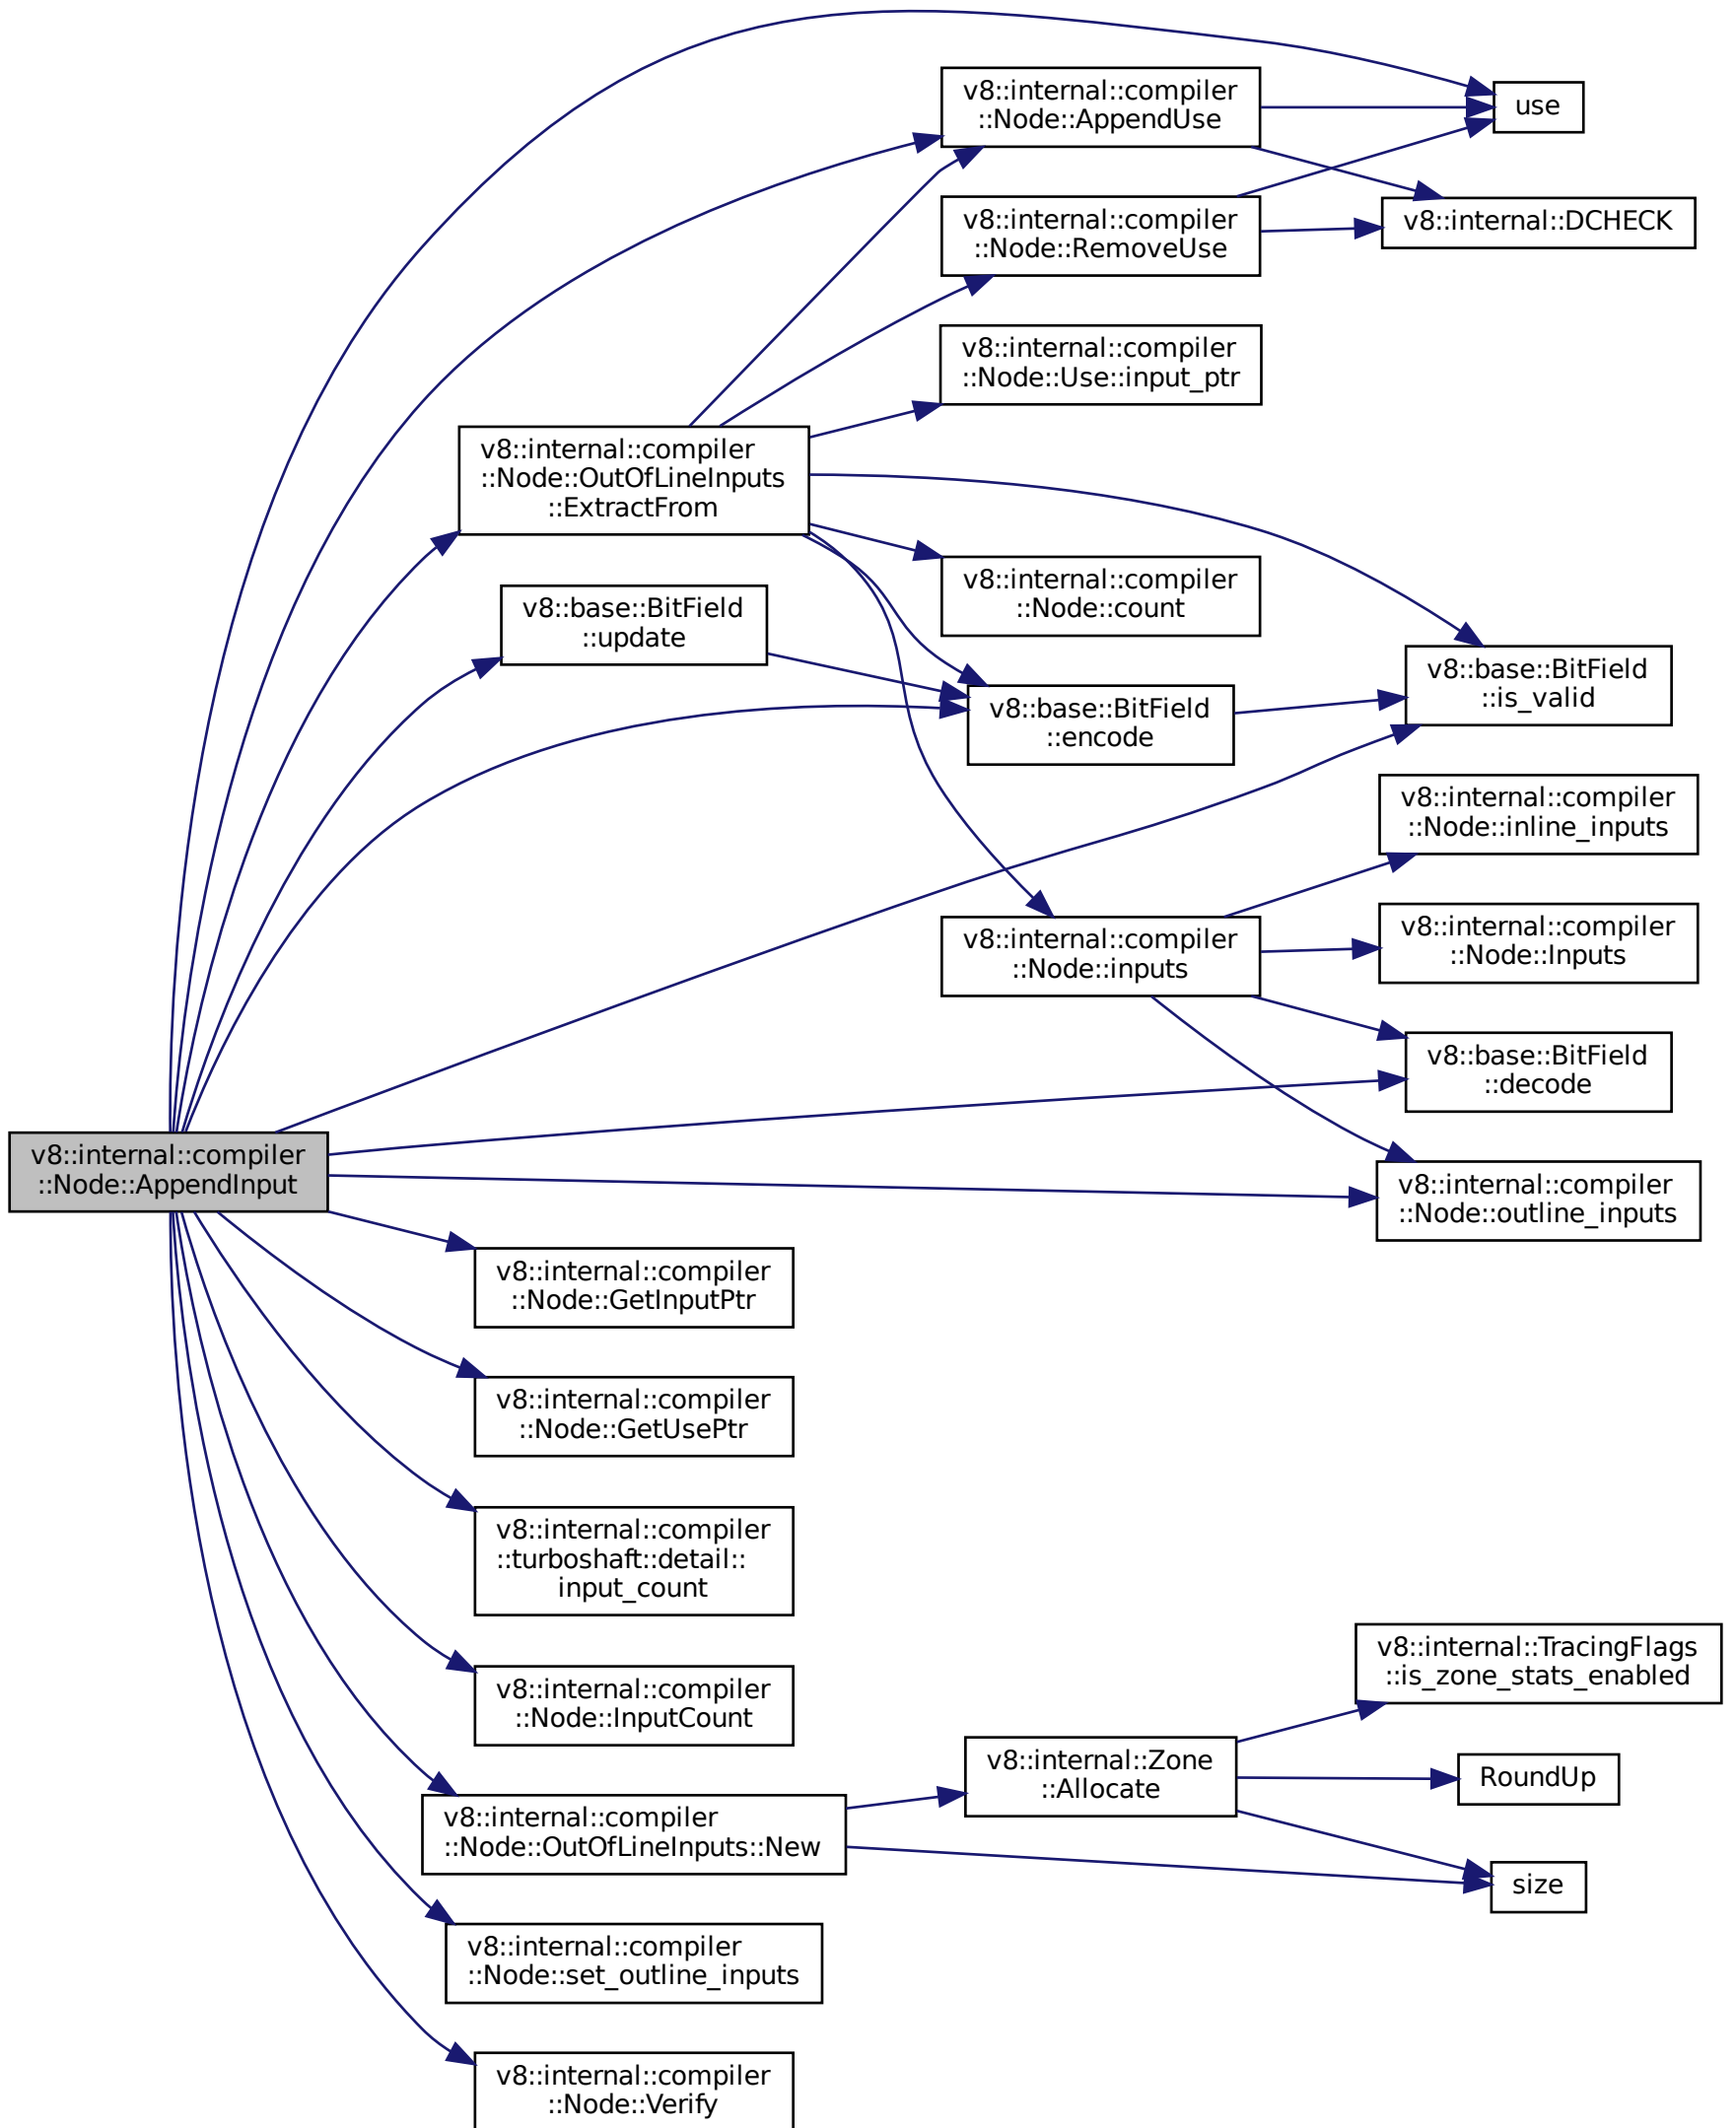 v8::internal::compiler
::Node::AppendUse
use
v8::internal::compiler
::Node::RemoveUse
v8::internal::DCHECK
v8::internal::compiler
::Node::Use::input_ptr
v8::internal::compiler
::Node::OutOfLineInputs
::ExtractFrom
v8::internal::compiler
::Node::count
v8::base::BitField
::update
v8::base::BitField
::is_valid
v8::base::BitField
::encode
v8::internal::compiler
::Node::inline_inputs
v8::internal::compiler
::Node::inputs
v8::internal::compiler
::Node::Inputs
v8::base::BitField
::decode
v8::internal::compiler
::Node::AppendInput
v8::internal::compiler
::Node::outline_inputs
v8::internal::compiler
::Node::GetInputPtr
v8::internal::compiler
::Node::GetUsePtr
v8::internal::compiler
::turboshaft::detail::
input_count
v8::internal::compiler
::Node::InputCount
v8::internal::TracingFlags
::is_zone_stats_enabled
v8::internal::Zone
::Allocate
RoundUp
v8::internal::compiler
::Node::OutOfLineInputs::New
size
v8::internal::compiler
::Node::set_outline_inputs
v8::internal::compiler
::Node::Verify